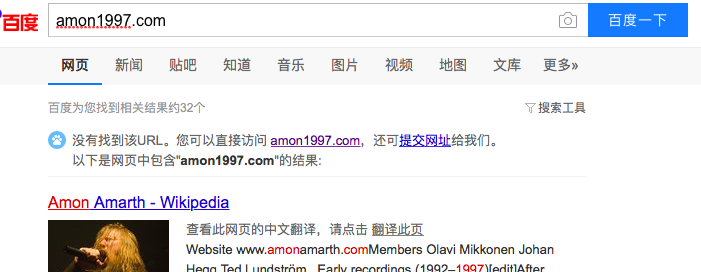 百度 amon1997.com 百度一下
网页 新闻 贴吧 知道 音乐 图片 视频 地图 文库 更多»
百度为您找到相关结果约32个 搜索工具
没有找到该URL。您可以直接访问 amon1997.com，还可提交网址给我们。
以下是网页中包含"amon1997.com"的结果:
Amon Amarth - Wikipedia
查看此网页的中文翻译，请点击 翻译此页
Website www.amonamarth.comMembers Olavi Mikkonen Johan
Hegg Ted Lundström...Early recordings (1992–1997)[edit]After